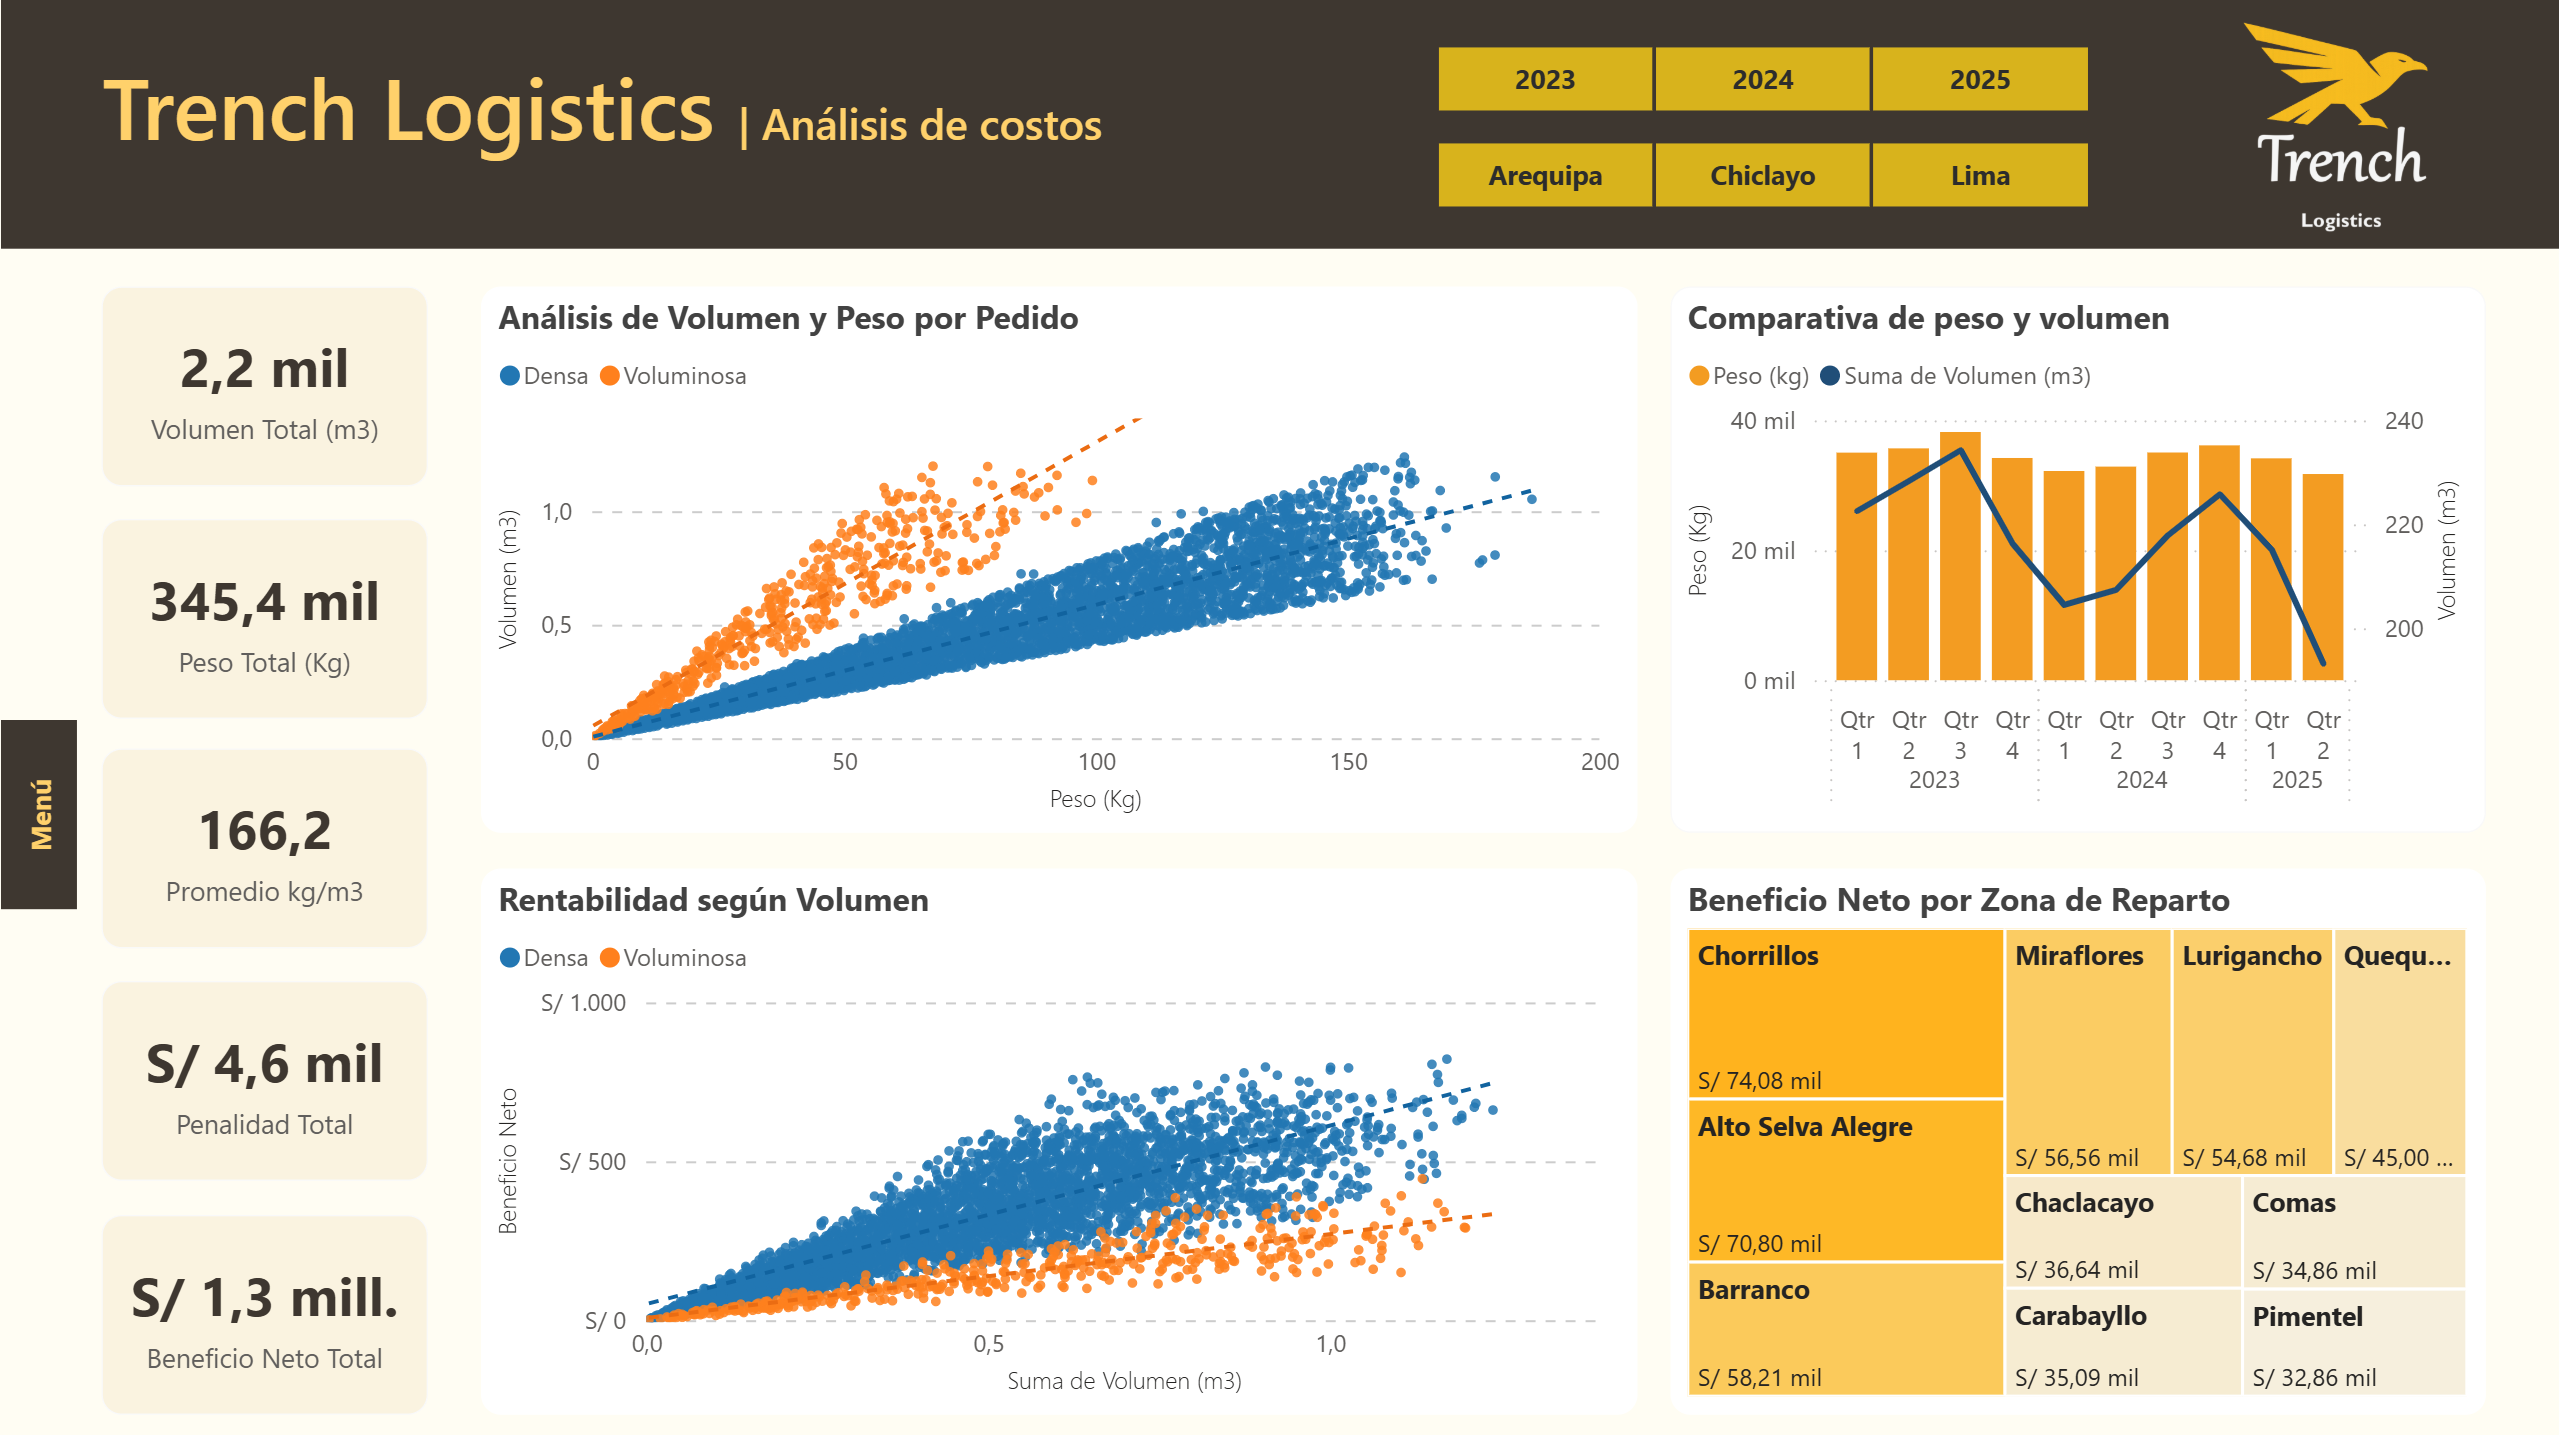 Trench Logistics | Análisis de costos
2023
2024
2025
Arequipa
Chiclayo
Lima
Trench
Logistics
Menú
2,2 mil
Volumen Total (m3)
345,4 mil
Peso Total (Kg)
166,2
Promedio kg/m3
S/ 4,6 mil
Penalidad Total
S/ 1,3 mill.
Beneficio Neto Total
Análisis de Volumen y Peso por Pedido
Densa
Voluminosa
Volumen (m3)
1,0
0,5
0,0
0
50
100
150
200
Peso (Kg)
Comparativa de peso y volumen
Peso (kg)
Suma de Volumen (m3)
Peso (Kg)
40 mil
20 mil
0 mil
240
220
200
Volumen (m3)
Qtr 1
Qtr 2
Qtr 3
Qtr 4
Qtr 1
Qtr 2
Qtr 3
Qtr 4
Qtr 1
Qtr 2
2023
2024
2025
Rentabilidad según Volumen
Densa
Voluminosa
Beneficio Neto
S/ 1.000
S/ 500
S/ 0
0,0
0,5
1,0
Suma de Volumen (m3)
Beneficio Neto por Zona de Reparto
Chorrillos
S/ 74,08 mil
Alto Selva Alegre
S/ 70,80 mil
Barranco
S/ 58,21 mil
Miraflores
S/ 56,56 mil
Lurigancho
S/ 54,68 mil
Quequ...
S/ 45,00 ...
Chaclacayo
S/ 36,64 mil
Comas
S/ 34,86 mil
Carabayllo
S/ 35,09 mil
Pimentel
S/ 32,86 mil